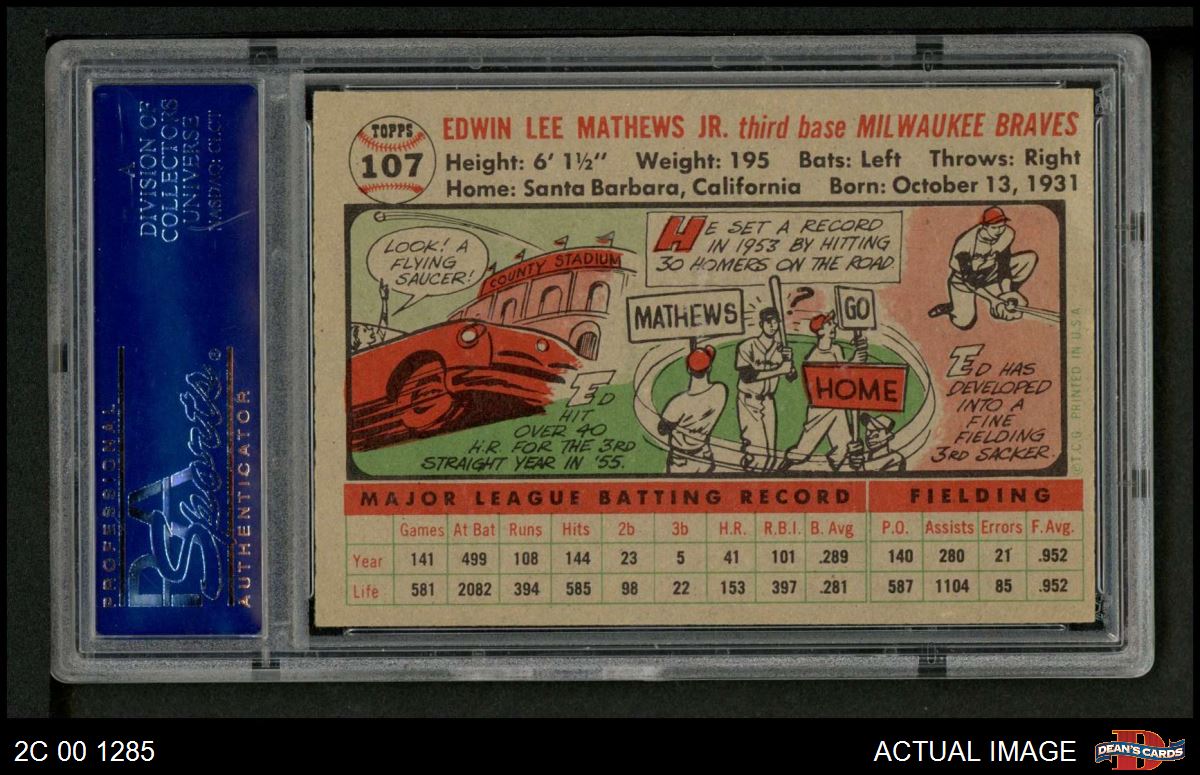 A
DIVISION OF
COLLECTORS
UNIVERSE
NASDAQ: CLCT
PROFESSIONAL
PSA
Sports®
AUTHENTICATOR
TOPPS
107
EDWIN LEE MATHEWS JR. third base MILWAUKEE BRAVES
Height: 6' 1½" Weight: 195 Bats: Left Throws: Right
Home: Santa Barbara, California Born: October 13, 1931
LOOK! A
FLYING
SAUCER!
COUNTY STADIUM
ED
HIT
OVER 40
H.R. FOR THE 3RD
STRAIGHT YEAR IN '55.
HE SET A RECORD
IN 1953 BY HITTING
30 HOMERS ON THE ROAD.
MATHEWS
?
GO
HOME
ED HAS
DEVELOPED
INTO A
FINE
FIELDING
3RD SACKER.
©T.C.G. PRINTED IN U.S.A.
MAJOR LEAGUE BATTING RECORD FIELDING
Games At Bat Runs Hits 2b 3b H.R. R.B.I. B. Avg P.O. Assists Errors F. Avg.
Year 141 499 108 144 23 5 41 101 .289 140 280 21 .952
Life 581 2082 394 585 98 22 153 397 .281 587 1104 85 .952
2C 00 1285
ACTUAL IMAGE
D
DEAN'S CARDS